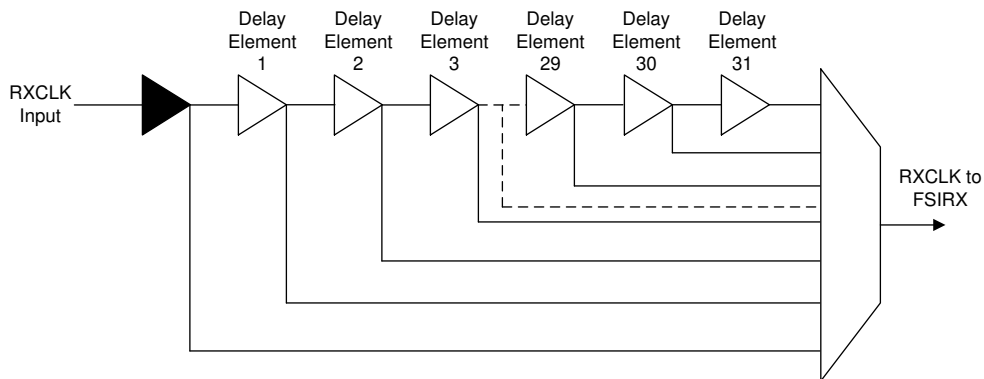 Delay
Element
1
Delay
Element
2
Delay
Element
3
Delay
Element
29
Delay
Element
30
Delay
Element
31
RXCLK
Input
RXCLK to
FSIRX